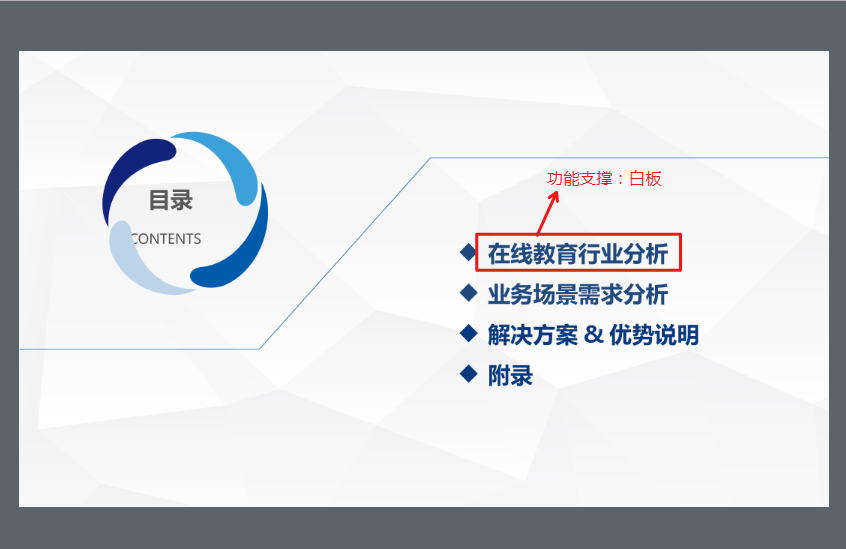 目录
CONTENTS
功能支撑：白板
在线教育行业分析
业务场景需求分析
解决方案 & 优势说明
附录